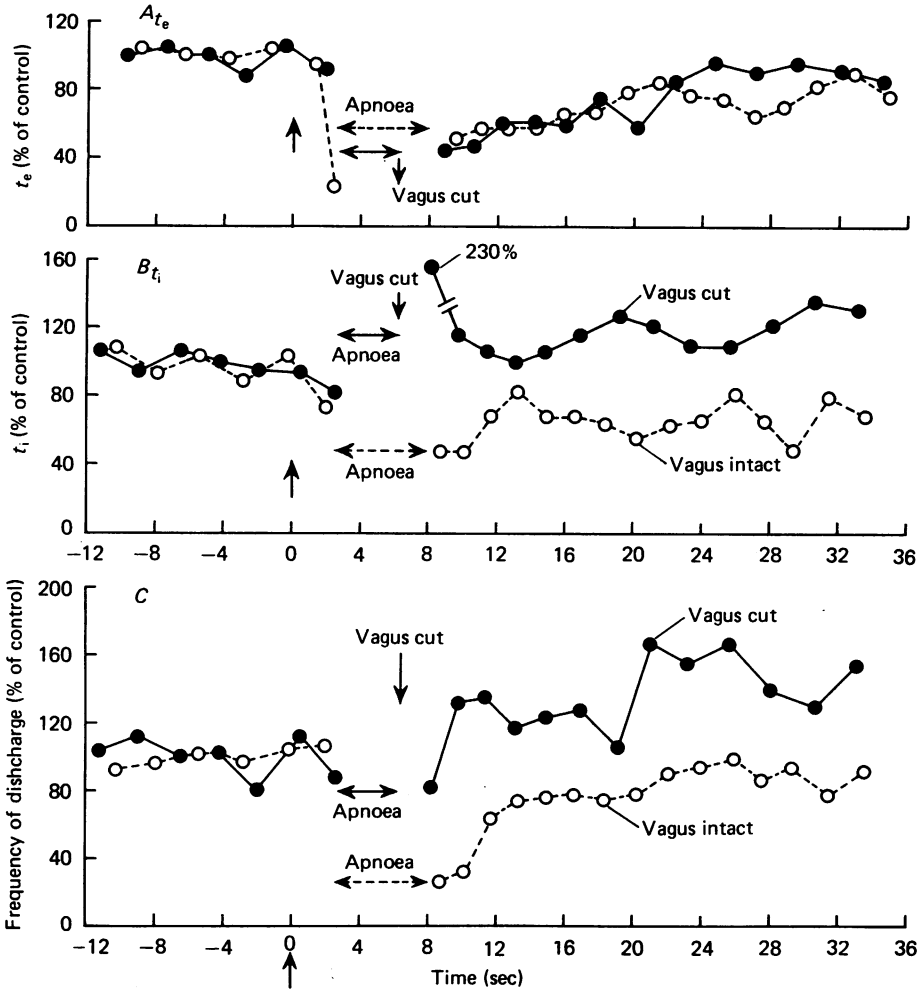 A te
te (% of control)
120
80
40
0
Apnoea
Vagus cut
B ti
ti (% of control)
160
120
80
40
0
230%
Vagus cut
Apnoea
Vagus cut
Apnoea
Vagus intact
−12 −8 −4 0 4 8 12 16 20 24 28 32 36
C
Frequency of dishcharge (% of control)
200
160
120
80
40
0
Vagus cut
Vagus cut
Apnoea
Vagus intact
Apnoea
−12 −8 −4 0 4 8 12 16 20 24 28 32 36
Time (sec)